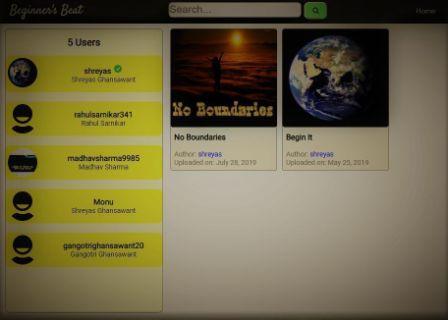 Beginner's Beat
Search...
Home
5 Users
shreyas
Shreyas Ghansawant
rahulsarnikar341
Rahul Sarnikar
madhavsharma9985
Madhav Sharma
Monu
Shreyas Ghansawant
gangotrighansawant20
Gangotri Ghansawant
No Boundaries
No Boundaries
Author: shreyas
Uploaded on: July 28, 2019
Begin It
Author: shreyas
Uploaded on: May 25, 2019